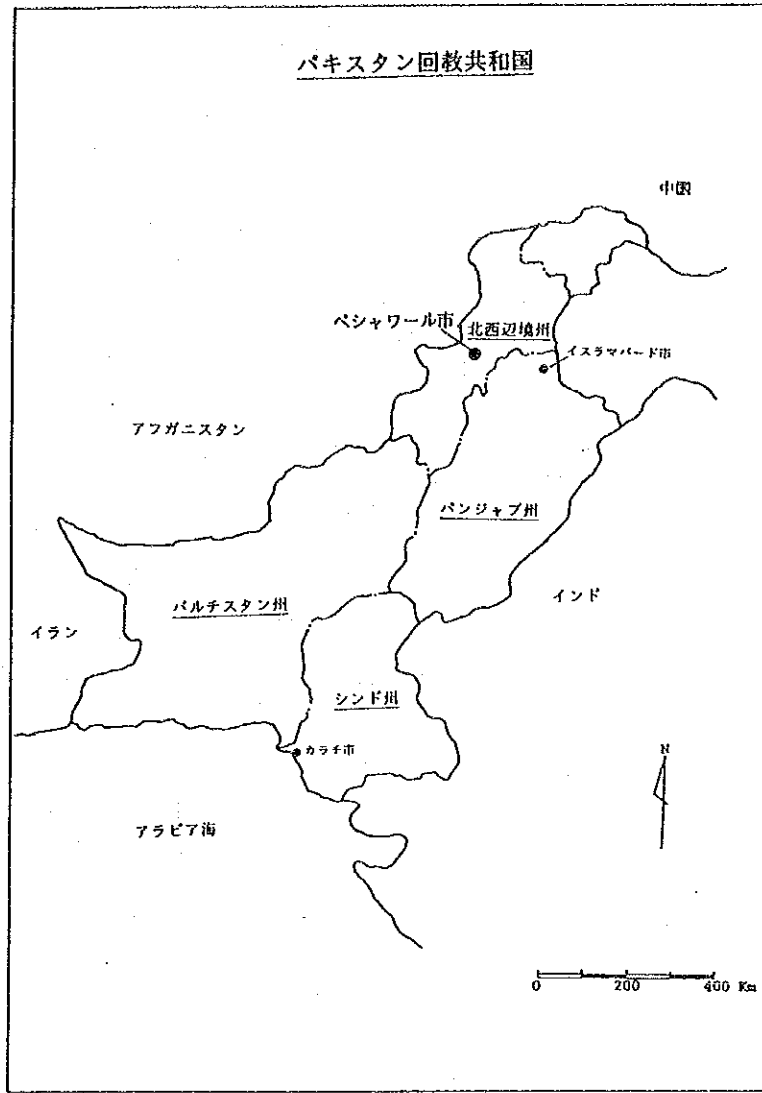 パキスタン回教共和国
中国
ペシャワール市
北西辺境州
イスラマバード市
アフガニスタン
パンジャブ州
インド
バルチスタン州
イラン
シンド州
カラチ市
N
アラビア海
0 200 400 Km